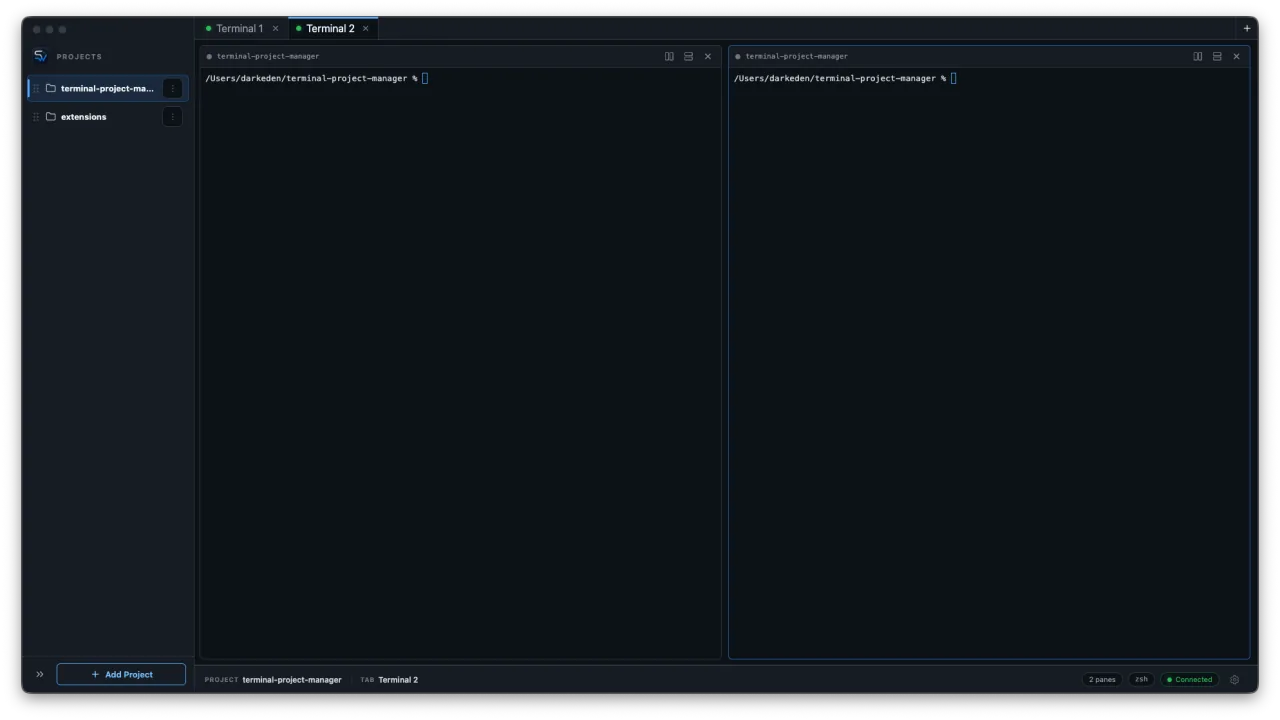 Terminal 1
Terminal 2
PROJECTS
terminal-project-ma...
extensions
terminal-project-manager
/Users/darkeden/terminal-project-manager %
terminal-project-manager
/Users/darkeden/terminal-project-manager %
+ Add Project
PROJECT terminal-project-manager TAB Terminal 2
2 panes zsh Connected